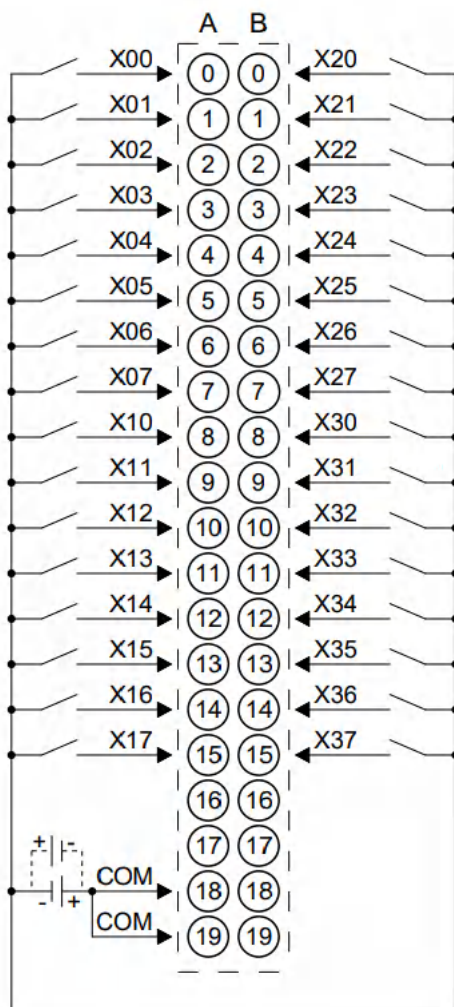 A B
X00 0 0 X20
X01 1 1 X21
X02 2 2 X22
X03 3 3 X23
X04 4 4 X24
X05 5 5 X25
X06 6 6 X26
X07 7 7 X27
X10 8 8 X30
X11 9 9 X31
X12 10 10 X32
X13 11 11 X33
X14 12 12 X34
X15 13 13 X35
X16 14 14 X36
X17 15 15 X37
16 16
+ - 17 17
COM 18 18
- +
COM 19 19